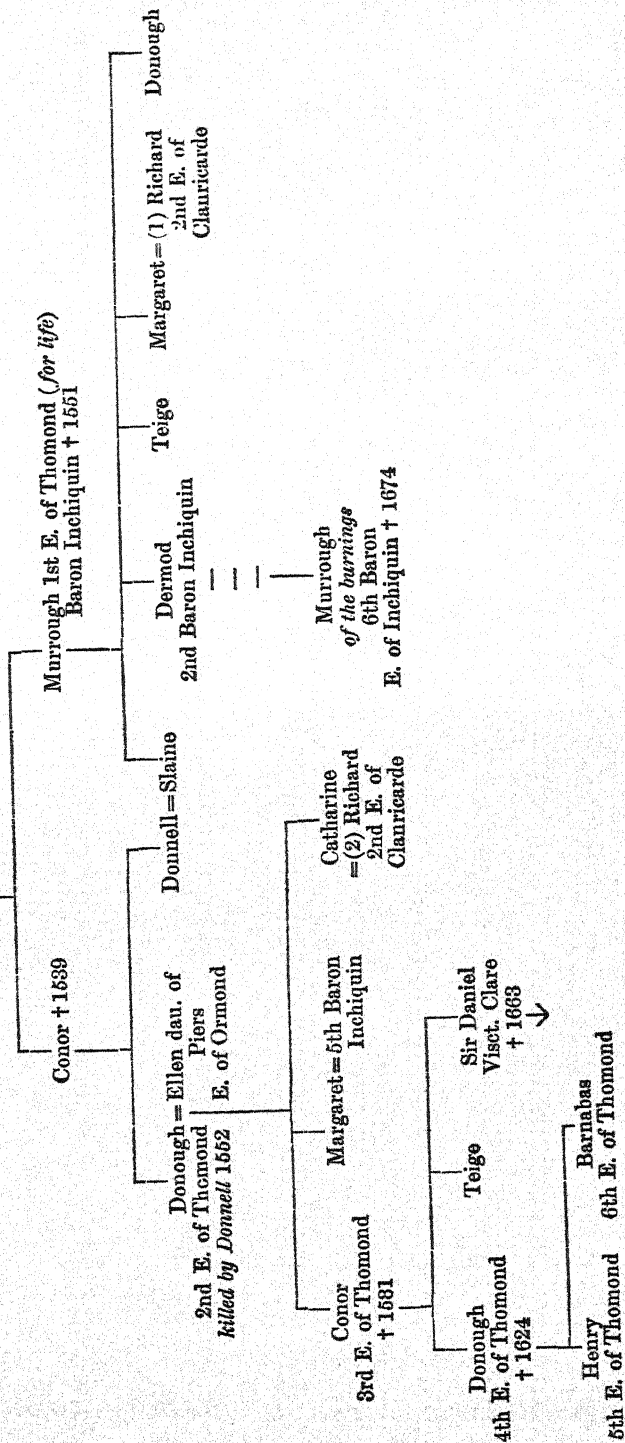 Conor † 1539
Murrough 1st E. of Thomond (for life)
Baron Inchiquin † 1551
Donough = Ellen dau. of
Piers
E. of Ormond
2nd E. of Thomond
killed by Donnell 1552
Donnell = Slaine
Dermod
2nd Baron Inchiquin
Teige
Margaret = (1) Richard
2nd E. of
Clanricarde
Donough
Conor
3rd E. of Thomond
† 1581
Margaret = 5th Baron
Inchiquin
Catharine
= (2) Richard
2nd E. of
Clanricarde
Murrough
of the burnings
6th Baron
E. of Inchiquin † 1674
Donough
4th E. of Thomond
† 1624
Teige
Sir Daniel
Visct. Clare
† 1663
Henry
5th E. of Thomond
Barnabas
6th E. of Thomond